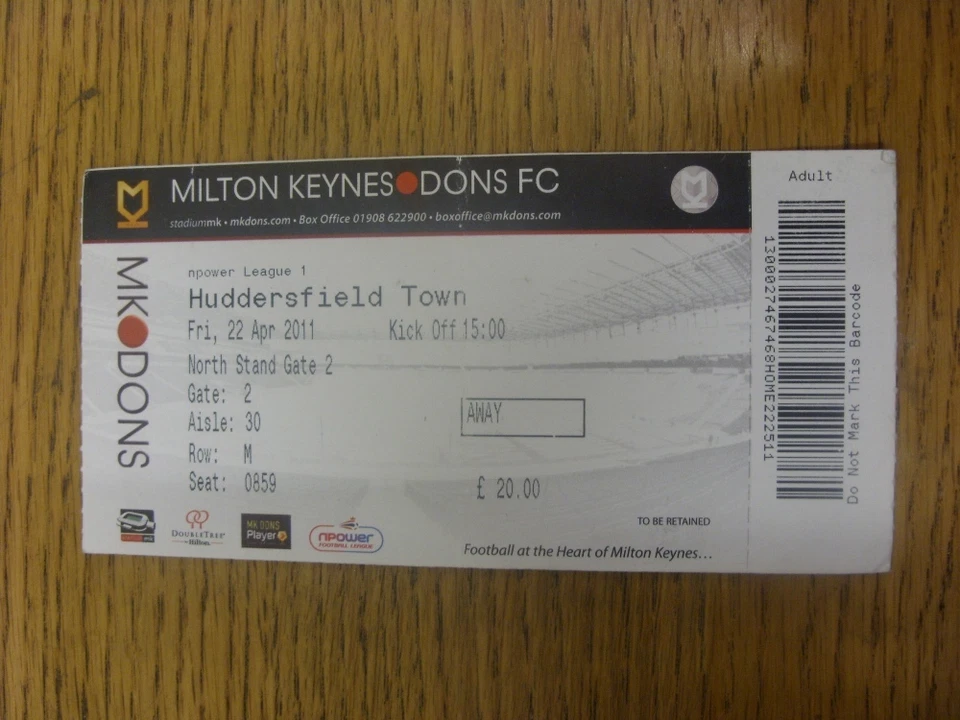 MILTON KEYNES DONS FC
stadiummk • mkdons.com • Box Office 01908 622900 • boxoffice@mkdons.com
MK DONS
npower League 1
Huddersfield Town
Fri, 22 Apr 2011 Kick Off 15:00
North Stand Gate 2
Gate: 2
Aisle: 30
AWAY
Row: M
Seat: 0859
£ 20.00
TO BE RETAINED
Football at the Heart of Milton Keynes...
DOUBLETREE
by Hilton
MK DONS
Player
npower
FOOTBALL LEAGUE
Adult
1300027467468HOME222511
Do Not Mark This Barcode